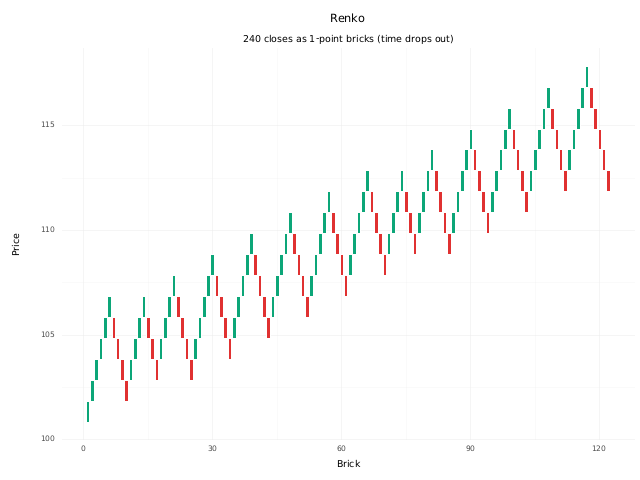 Renko
240 closes as 1-point bricks (time drops out)
115
110
105
100
Price
0 30 60 90 120
Brick